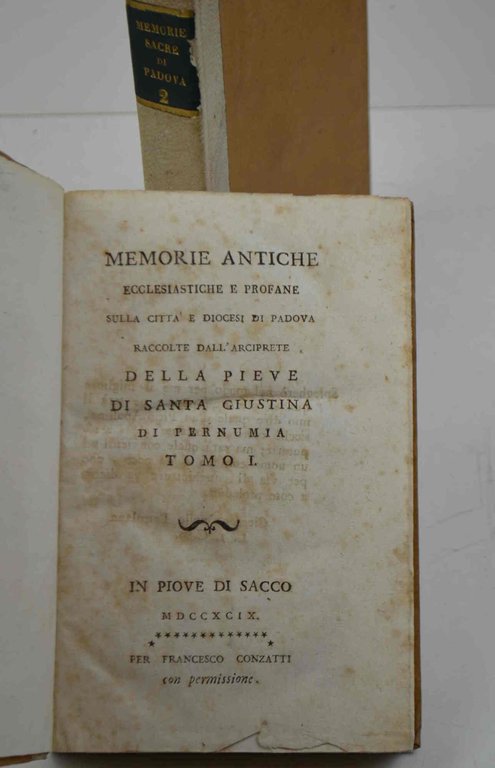 MEMORIE
SACRE
DI
PADOVA
2
MEMORIE ANTICHE
ECCLESIASTICHE E PROFANE
SULLA CITTA' E DIOCESI DI PADOVA
RACCOLTE DALL'ARCIPRETE
DELLA PIEVE
DI SANTA GIUSTINA
DI PERNUMIA
TOMO I.
IN PIOVE DI SACCO
MDCCXCIX.
PER FRANCESCO CONZATTI
con permissione.